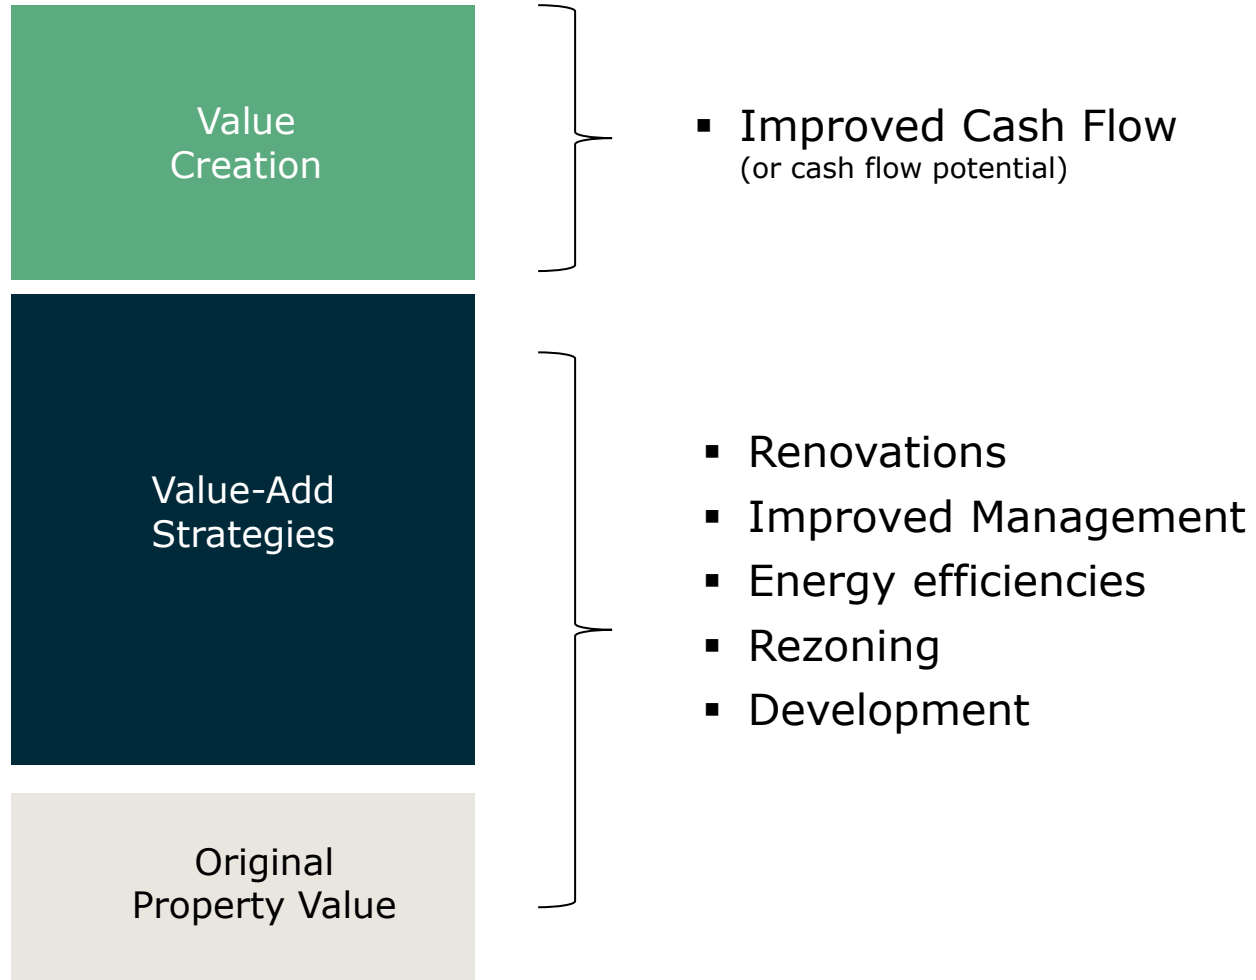 Value
Creation
▪ Improved Cash Flow
(or cash flow potential)
Value-Add
Strategies
▪ Renovations
▪ Improved Management
▪ Energy efficiencies
▪ Rezoning
▪ Development
Original
Property Value